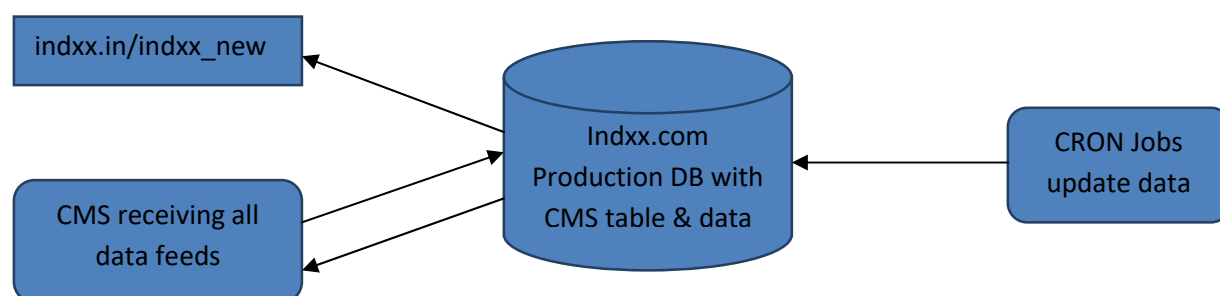 indxx.in/indxx_new
CMS receiving all
data feeds
Indxx.com
Production DB with
CMS table & data
CRON Jobs
update data